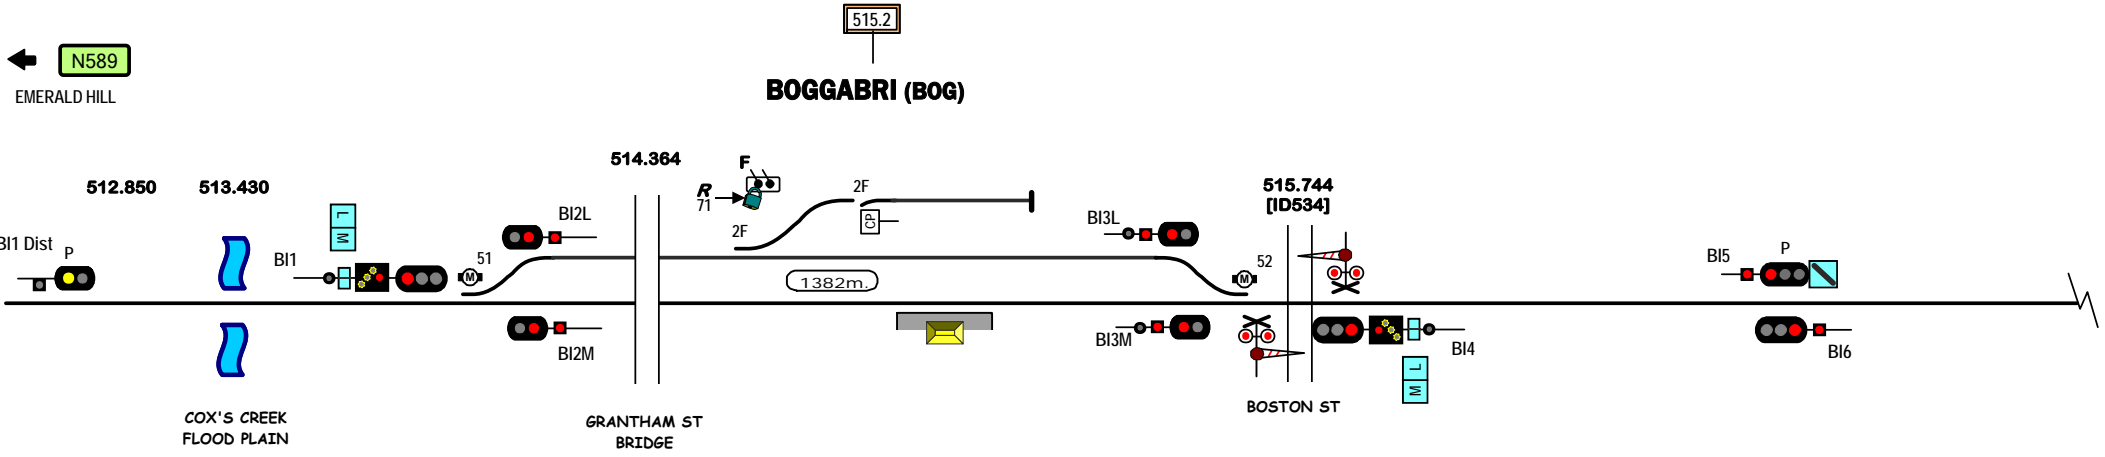 515.2
N589
EMERALD HILL
BOGGABRI (BOG)
514.364
F
512.850
513.430
R
71
2F
515.744
[ID534]
L
M
BI2L
CP
BI3L
BI1 Dist
P
BI1
M
51
2F
1382m.
M
52
BI5
P
BI2M
BI3M
BI4
BI6
L
M
COX'S CREEK
FLOOD PLAIN
GRANTHAM ST
BRIDGE
BOSTON ST